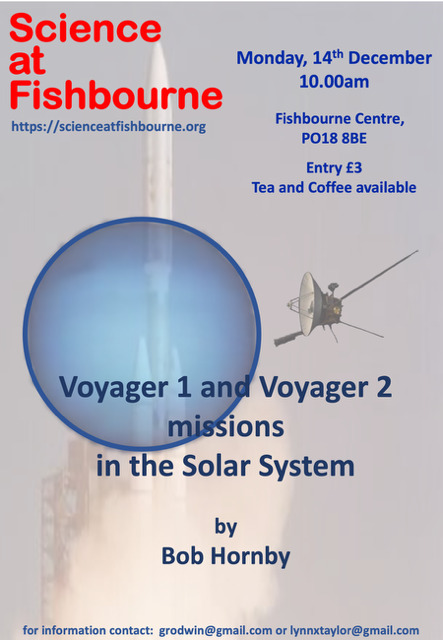 Science
at
Fishbourne
https://scienceatfishbourne.org
Monday, 14th December
10.00am
Fishbourne Centre,
PO18 8BE
Entry £3
Tea and Coffee available
Voyager 1 and Voyager 2
missions
in the Solar System
by
Bob Hornby
for information contact: grodwin@gmail.com or lynnxtaylor@gmail.com